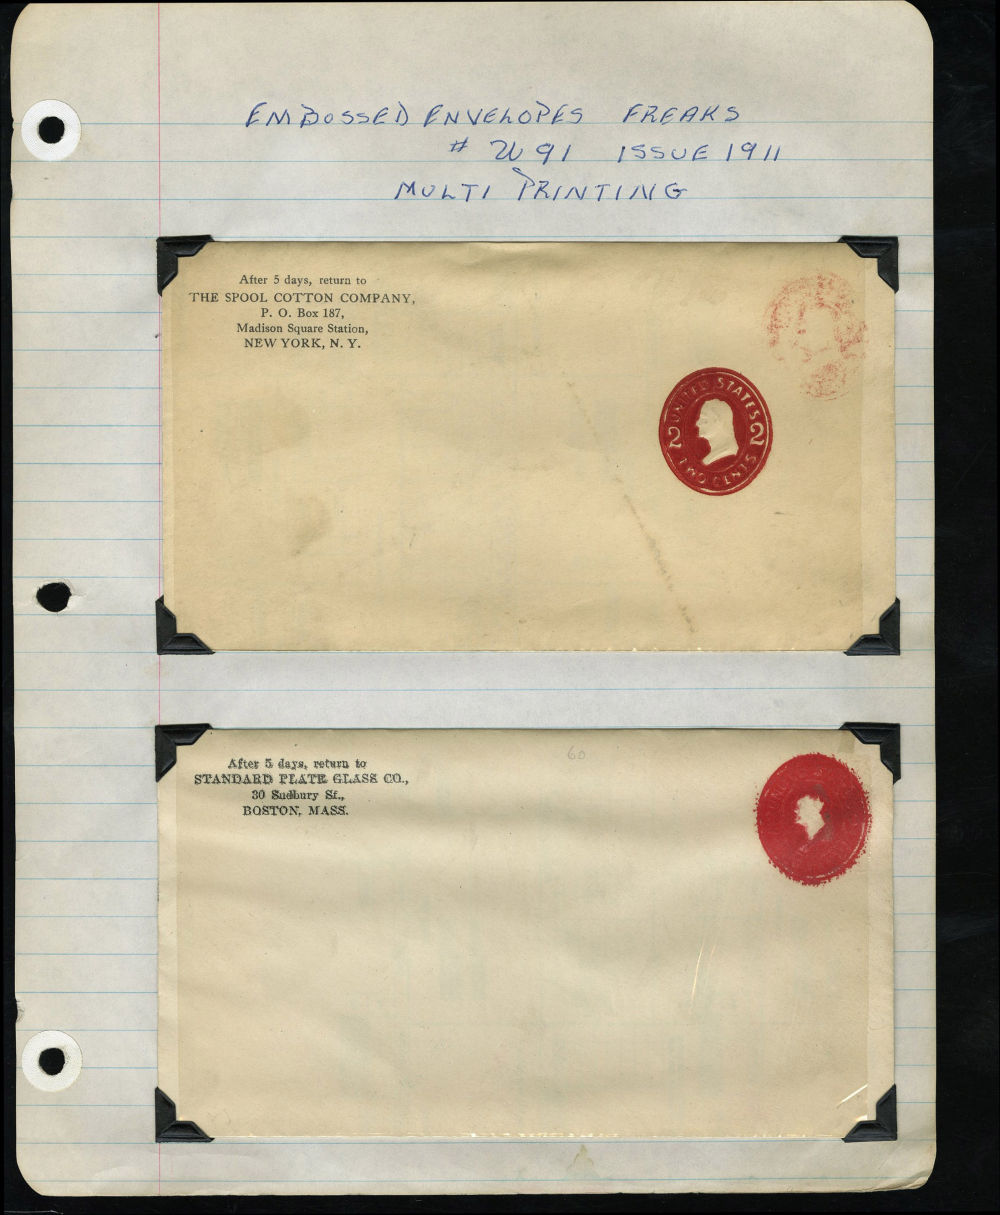 EMBOSSED ENVELOPES FREAKS
# W 91 ISSUE 1911
MULTI PRINTING
After 5 days, return to
THE SPOOL COTTON COMPANY,
P. O. Box 187,
Madison Square Station,
NEW YORK, N. Y.
UNITED STATES
2 2
TWO CENTS
60
After 5 days, return to
STANDARD PLATE GLASS CO.,
30 Sudbury St.,
BOSTON, MASS.